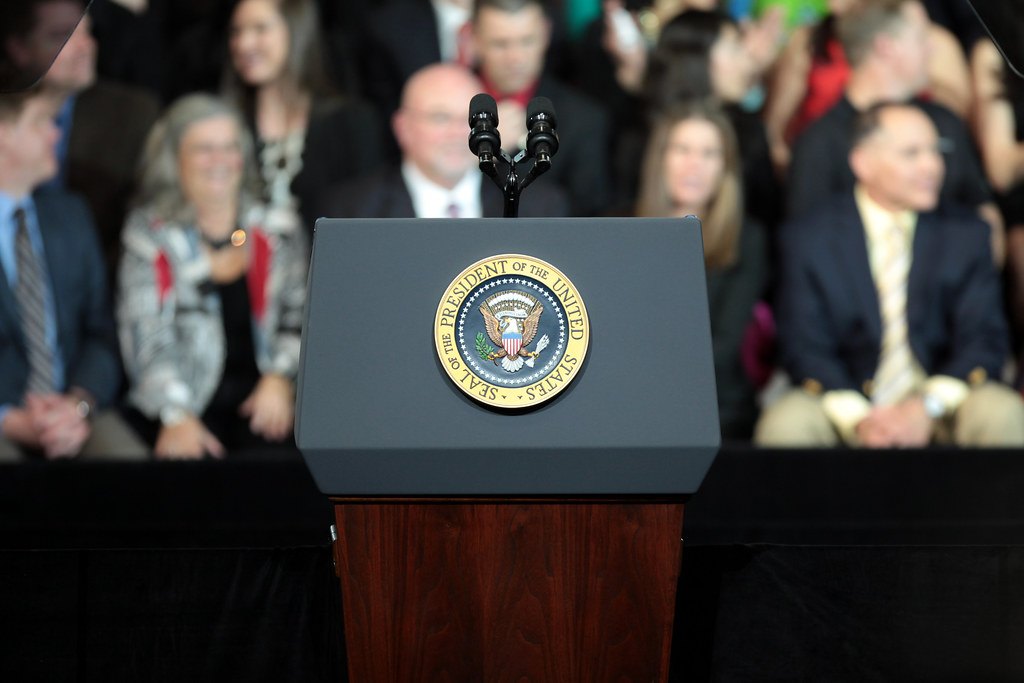 SEAL OF THE PRESIDENT OF THE UNITED STATES